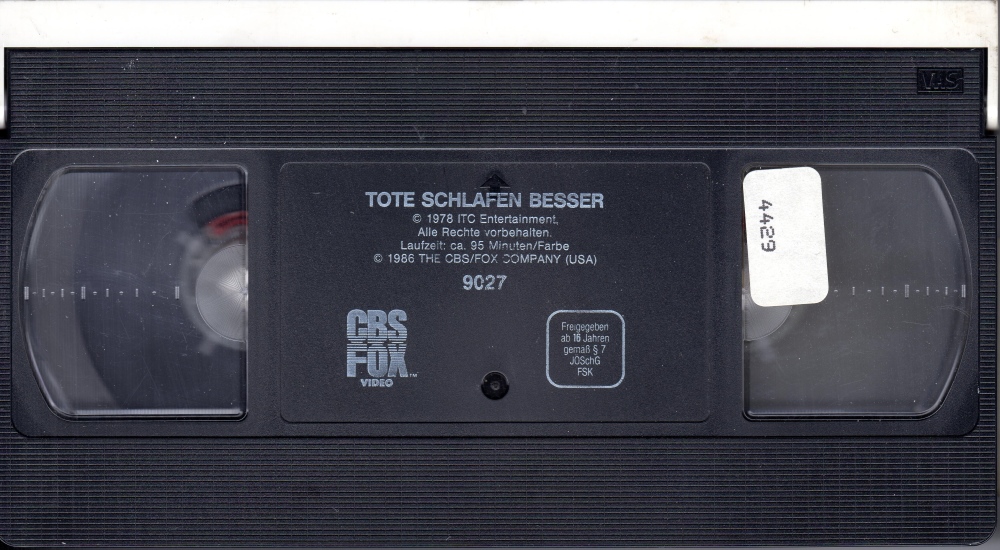 VHS
TOTE SCHLAFEN BESSER
© 1978 ITC Entertainment.
Alle Rechte vorbehalten.
Laufzeit: ca. 95 Minuten/Farbe
© 1986 THE CBS/FOX COMPANY (USA)
9027
CBS
FOX™
VIDEO
Freigegeben
ab 16 Jahren
gemäß § 7
JÖSchG
FSK
4429